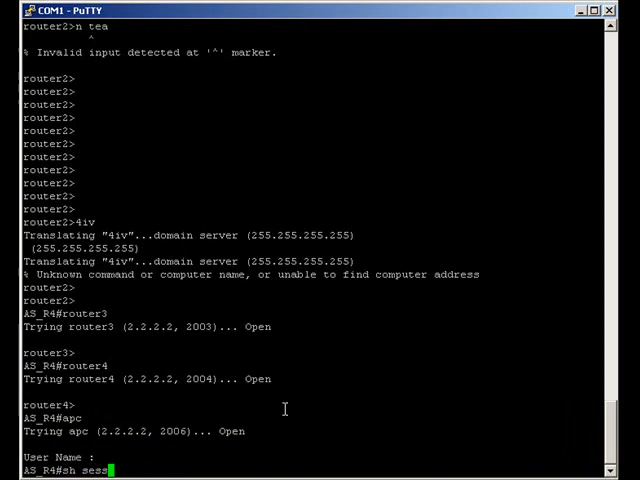 COM1 - PuTTY
router2>n tea
^
% Invalid input detected at '^' marker.
router2>
router2>
router2>
router2>
router2>
router2>
router2>
router2>
router2>
router2>
router2>
router2>4iv
Translating "4iv"...domain server (255.255.255.255)
(255.255.255.255)
Translating "4iv"...domain server (255.255.255.255)
% Unknown command or computer name, or unable to find computer address
router2>
router2>
AS_R4#router3
Trying router3 (2.2.2.2, 2003)... Open
router3>
AS_R4#router4
Trying router4 (2.2.2.2, 2004)... Open
router4>
AS_R4#apc
Trying apc (2.2.2.2, 2006)... Open
User Name :
AS_R4#sh sess